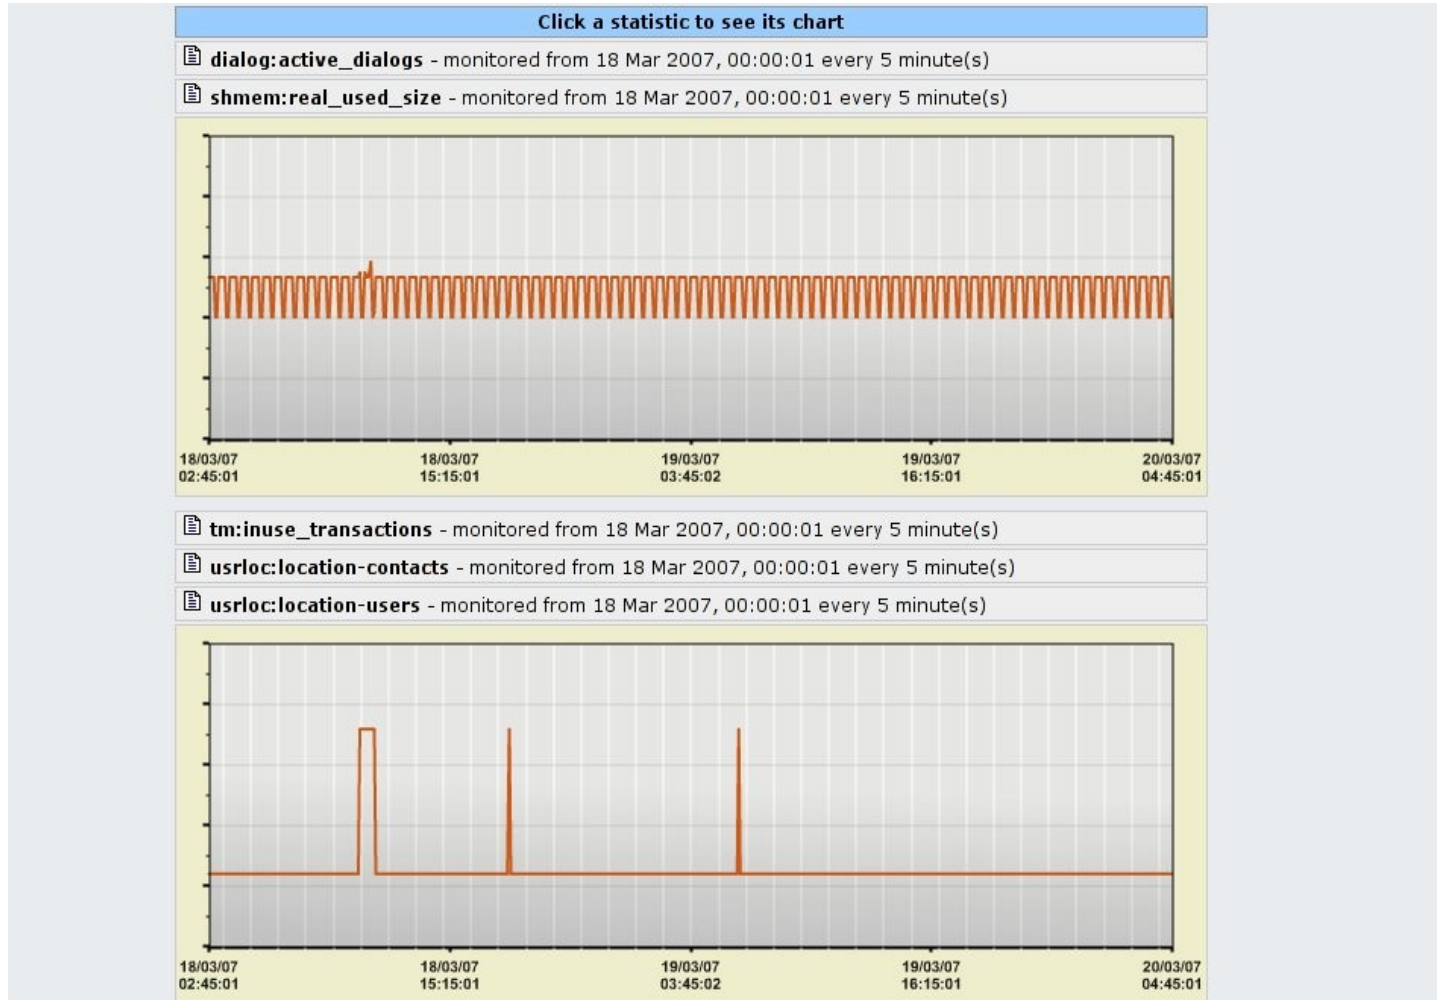 Click a statistic to see its chart
dialog:active_dialogs - monitored from 18 Mar 2007, 00:00:01 every 5 minute(s)
shmem:real_used_size - monitored from 18 Mar 2007, 00:00:01 every 5 minute(s)
18/03/07 18/03/07 19/03/07 19/03/07 20/03/07
02:45:01 15:15:01 03:45:02 16:15:01 04:45:01
tm:inuse_transactions - monitored from 18 Mar 2007, 00:00:01 every 5 minute(s)
usrloc:location-contacts - monitored from 18 Mar 2007, 00:00:01 every 5 minute(s)
usrloc:location-users - monitored from 18 Mar 2007, 00:00:01 every 5 minute(s)
18/03/07 18/03/07 19/03/07 19/03/07 20/03/07
02:45:01 15:15:01 03:45:02 16:15:01 04:45:01